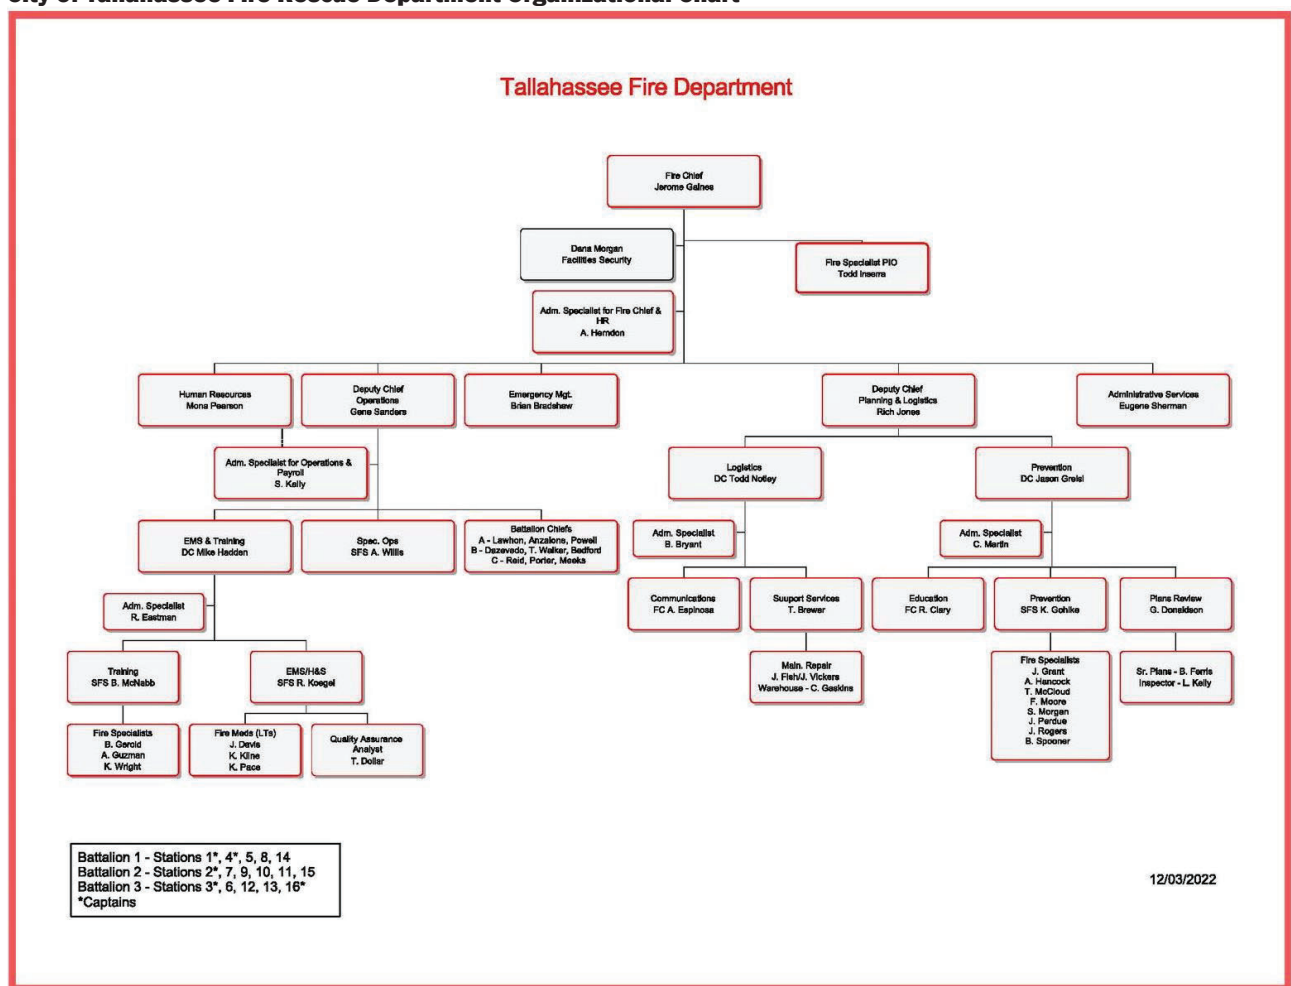 City of Tallahassee Fire Rescue Department Organizational Chart
Tallahassee Fire Department
Fire Chief
Jerome Gaines
Dana Morgan
Facilities Security
Fire Specialist PIO
Todd Inserra
Adm. Specialist for Fire Chief &
HR
A. Herndon
Human Resources
Mona Pearson
Deputy Chief
Operations
Gene Sanders
Emergency Mgt.
Brian Bradshaw
Deputy Chief
Planning & Logistics
Rich Jones
Administrative Services
Eugene Sherman
Adm. Specilaist for Operations &
Payroll
S. Kelly
Logistics
DC Todd Notley
Prevention
DC Jason Greisl
EMS & Training
DC Mike Hadden
Spec. Ops
SFS A. Willis
Battalion Chiefs
A - Lawhon, Anzalone, Powell
B - Dazevedo, T. Walker, Bedford
C - Reid, Porter, Meeks
Adm. Specialist
B. Bryant
Adm. Specialist
C. Martin
Adm. Specialist
R. Eastman
Communications
FC A. Espinosa
Suuport Services
T. Brewer
Education
FC R. Clary
Prevention
SFS K. Gohlke
Plans Review
G. Donaldson
Training
SFS B. McNabb
EMS/H&S
SFS R. Koegel
Main. Repair
J. Fish/J. Vickers
Warehouse - C. Gaskins
Fire Specialists
J. Grant
A. Hancock
T. McCloud
F. Moore
S. Morgan
J. Perdue
J. Rogers
B. Spooner
Sr. Plans - B. Ferris
Inspector - L. Kelly
Fire Specialists
B. Gerold
A. Guzman
K. Wright
Fire Meds (LTs)
J. Davis
K. Kline
K. Pace
Quality Assurance
Analyst
T. Dollar
Battalion 1 - Stations 1*, 4*, 5, 8, 14
Battalion 2 - Stations 2*, 7, 9, 10, 11, 15
Battalion 3 - Stations 3*, 6, 12, 13, 16*
*Captains
12/03/2022